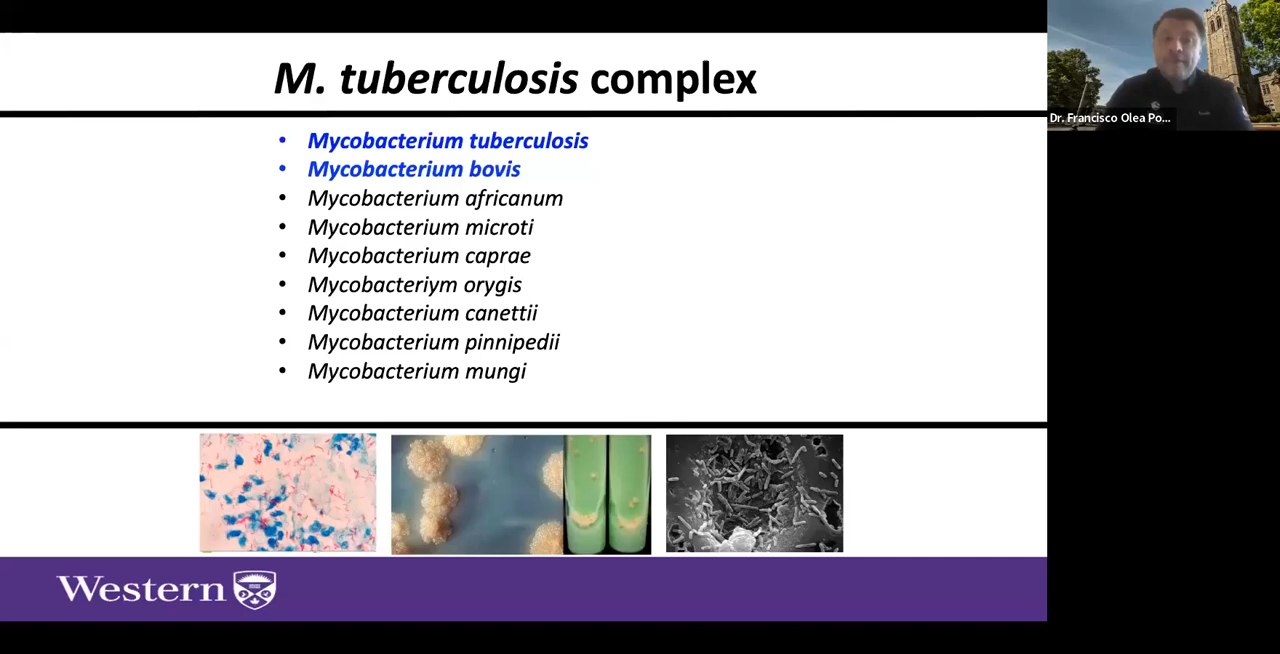 M. tuberculosis complex
• Mycobacterium tuberculosis
• Mycobacterium bovis
• Mycobacterium africanum
• Mycobacterium microti
• Mycobacterium caprae
• Mycobacteriym orygis
• Mycobacterium canettii
• Mycobacterium pinnipedii
• Mycobacterium mungi
Western
Dr. Francisco Olea Po...